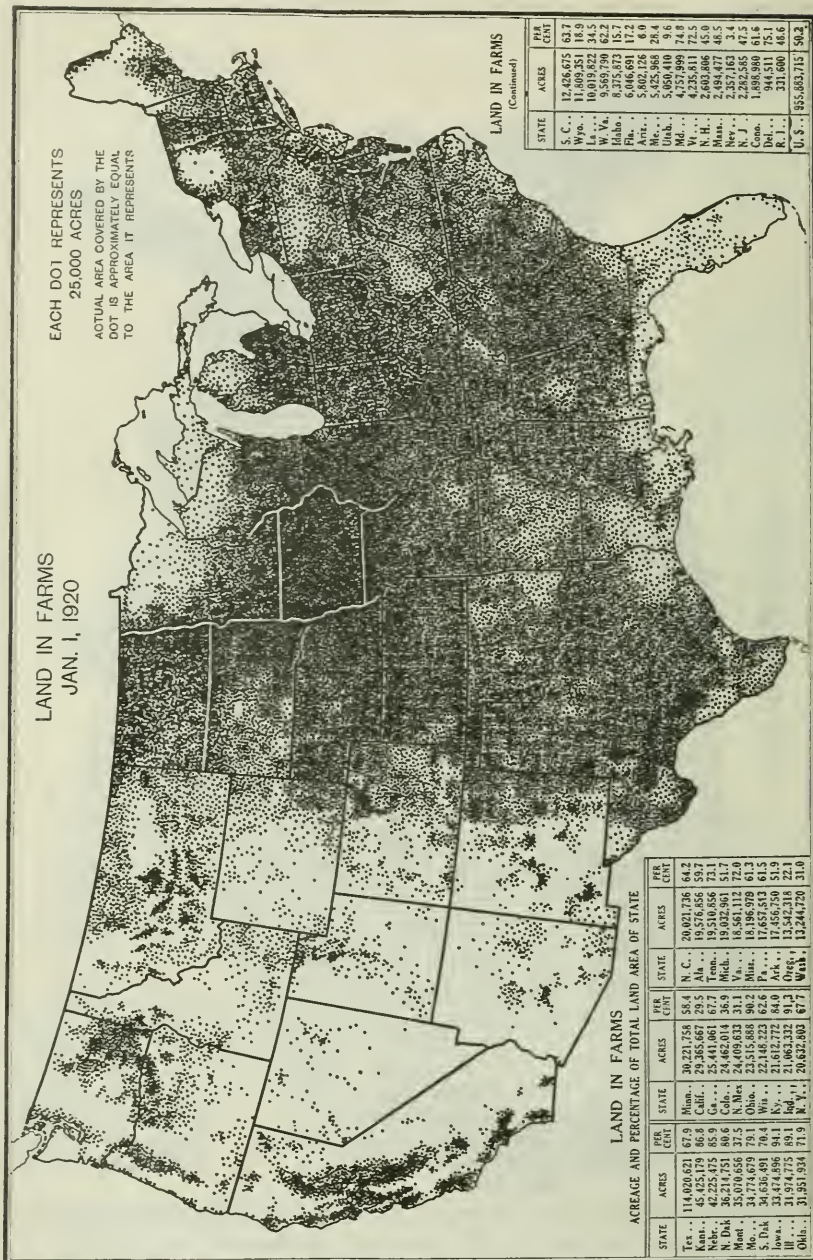 LAND IN FARMS
JAN. 1, 1920
EACH DOT REPRESENTS
25,000 ACRES
ACTUAL AREA COVERED BY THE
DOT IS APPROXIMATELY EQUAL
TO THE AREA IT REPRESENTS
LAND IN FARMS
ACREAGE AND PERCENTAGE OF TOTAL LAND AREA OF STATE
STATE ACRES PER CENT STATE ACRES PER CENT STATE ACRES PER CENT
Tex... 114,020,621 67.9 Minn... 30,221,758 58.4 N. C... 20,021,736 64.2
Kans... 45,425,179 86.8 Calif... 29,365,667 29.5 Ala... 19,576,856 59.7
Nebr... 42,225,475 85.9 Ga... 25,441,061 67.7 Tenn... 19,510,856 73.1
N. Dak 36,214,751 80.6 Colo... 24,462,014 36.9 Mich... 19,032,961 51.7
Mont... 35,070,656 37.5 N. Mex 24,409,633 31.1 Va... 18,561,112 72.0
Mo... 34,774,679 79.1 Ohio... 23,515,888 90.2 Miss... 18,196,979 61.3
S. Dak 34,636,491 70.4 Wis... 22,148,223 62.6 Pa... 17,657,513 61.5
Iowa... 33,474,896 94.1 Ky... 21,612,772 84.0 Ark... 17,456,750 51.9
Ill... 31,974,775 89.1 Ind... 21,063,332 91.3 Oreg... 13,542,318 22.1
Okla... 31,951,934 71.9 N. Y... 20,632,803 67.7 Wash... 13,244,720 31.0
LAND IN FARMS
(Continued)
STATE ACRES PER CENT
S. C... 12,426,675 63.7
Wyo... 11,809,351 18.9
La... 10,019,822 34.5
W. Va. 9,569,790 62.2
Idaho. 8,375,873 15.7
Fla... 6,046,691 17.2
Ariz... 5,802,126 8.0
Me... 5,425,968 28.4
Utah... 5,050,410 9.6
Md... 4,757,999 74.8
Vt... 4,235,811 72.5
N. H... 2,603,806 45.0
Mass... 2,494,477 48.5
Nev... 2,357,163 3.4
N. J... 2,282,585 47.5
Conn. 1,898,980 61.6
Del... 944,511 75.1
R. I... 331,600 48.6
U. S... 955,883,715 50.2